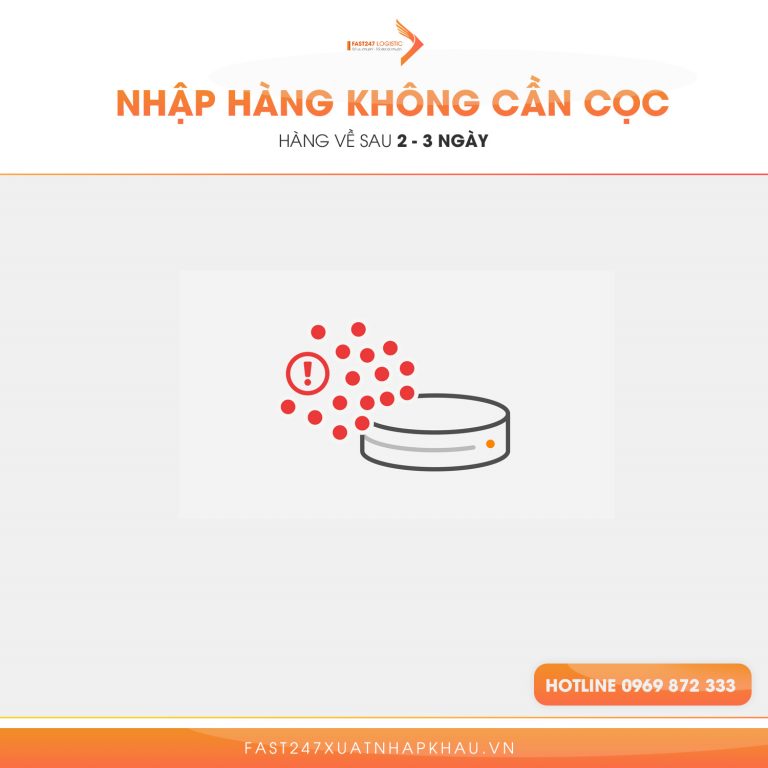 FAST247 LOGISTIC
NHẬP HÀNG KHÔNG CẦN CỌC
HÀNG VỀ SAU 2 - 3 NGÀY
!
HOTLINE 0969 872 333
FAST247XUATNHAPKHAU.VN